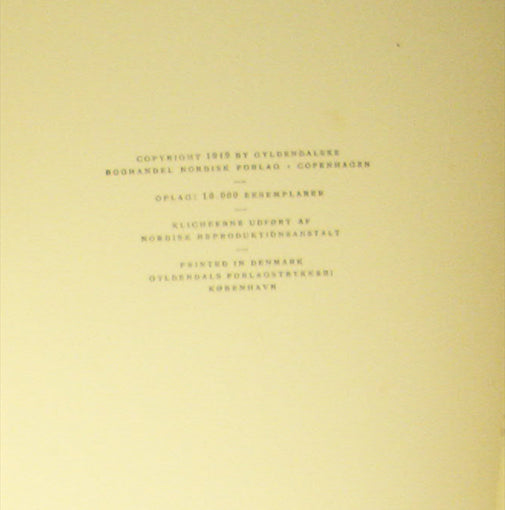 COPYRIGHT 1949 BY GYLDENDALSKE
BOGHANDEL NORDISK FORLAG · COPENHAGEN
OPLAG: 10.000 EKSEMPLARER
KLICHEERNE UDFØRT AF
NORDISK REPRODUKTIONSANSTALT
PRINTED IN DENMARK
GYLDENDALS FORLAGSTRYKKERI
KØBENHAVN